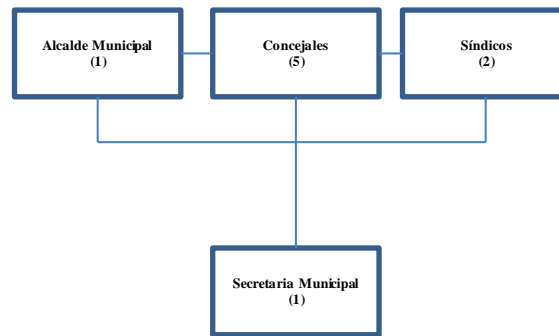 Alcalde Municipal
(1)
Concejales
(5)
Síndicos
(2)
Secretaria Municipal
(1)